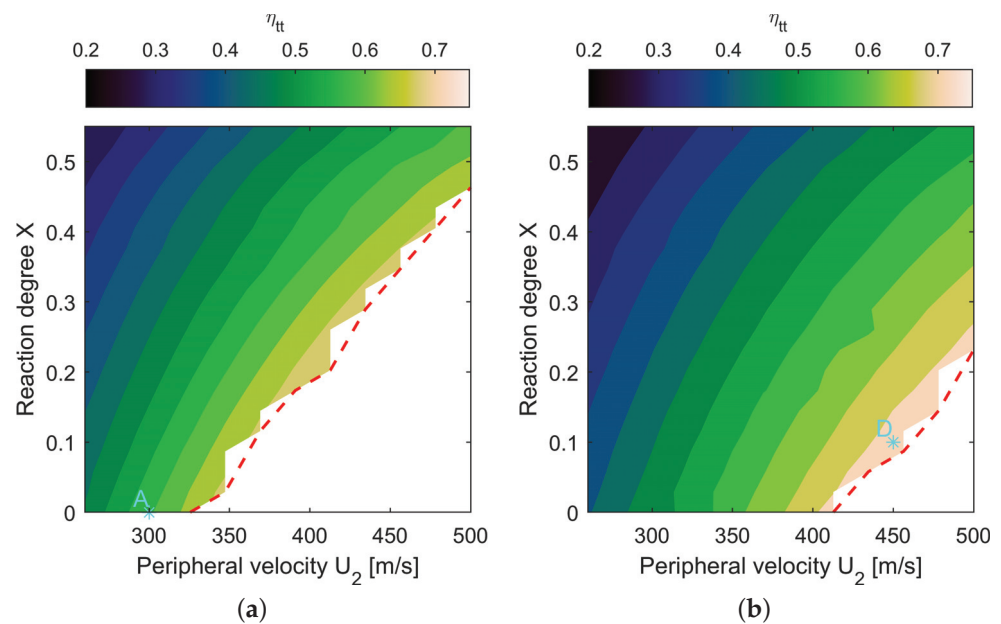 η_tt η_tt
0.2 0.3 0.4 0.5 0.6 0.7 0.2 0.3 0.4 0.5 0.6 0.7
0.5 0.5
0.4 0.4
0.3 0.3
0.2 0.2
0.1 0.1
0 0
Reaction degree X Reaction degree X
A D
300 350 400 450 500 300 350 400 450 500
Peripheral velocity U_2 [m/s] Peripheral velocity U_2 [m/s]
(a) (b)